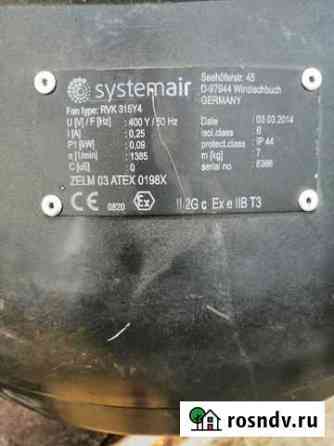 systemair
Seehöferstr. 45
D-97944 Windischbuch
GERMANY
Fan type: RVK 315Y4
U [V] / F [Hz] : 400 Y / 50 Hz
I [A] : 0,25
P1 [kW] : 0,09
n [1/min] : 1385
C [uf] : 0
ZELM 03 ATEX 0198X
Date : 03.03.2014
isol.class :
protect.class : IP 44
m [kg] : 7
serial no :
CE 0820 Ex II 2G c Ex e IIB T3
rosndv.ru